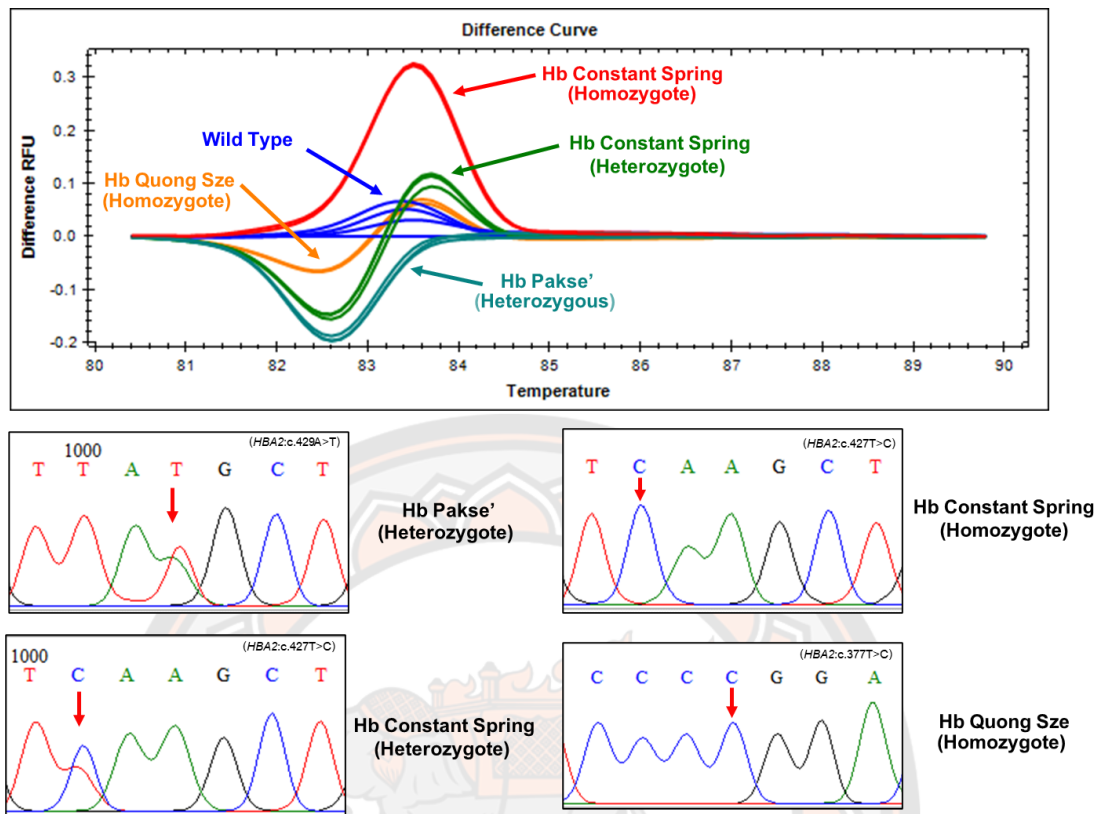 Difference Curve
Difference RFU
0.3
0.2
0.1
0.0
-0.1
-0.2
Hb Constant Spring
(Homozygote)
Wild Type
Hb Constant Spring
(Heterozygote)
Hb Quong Sze
(Homozygote)
Hb Pakse’
(Heterozygous)
80 81 82 83 84 85 86 87 88 89 90
Temperature
(HBA2:c.429A>T)
1000
T T A T G C T
Hb Pakse’
(Heterozygote)
(HBA2:c.427T>C)
T C A A G C T
Hb Constant Spring
(Homozygote)
(HBA2:c.427T>C)
1000
T C A A G C T
Hb Constant Spring
(Heterozygote)
(HBA2:c.377T>C)
C C C C G G A
Hb Quong Sze
(Homozygote)